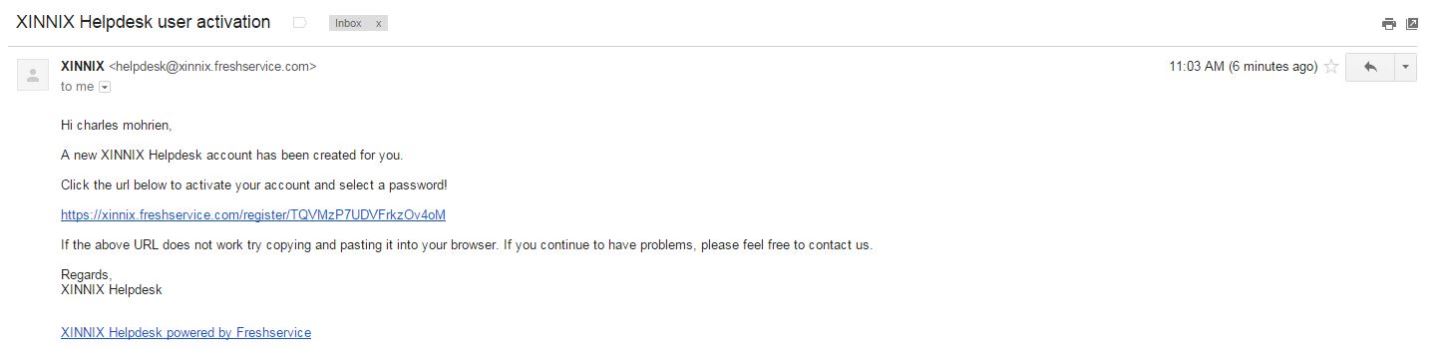 XINNIX Helpdesk user activation Inbox x
XINNIX <helpdesk@xinnix.freshservice.com> 11:03 AM (6 minutes ago)
to me
Hi charles mohrien,
A new XINNIX Helpdesk account has been created for you.
Click the url below to activate your account and select a password!
https://xinnix.freshservice.com/register/TQVMzP7UDVFrkzOv4oM
If the above URL does not work try copying and pasting it into your browser. If you continue to have problems, please feel free to contact us.
Regards,
XINNIX Helpdesk
XINNIX Helpdesk powered by Freshservice